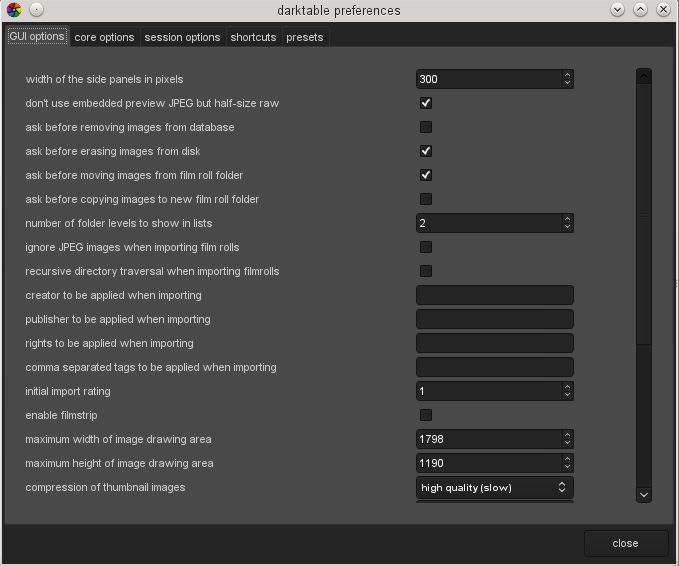 darktable preferences
GUI options core options session options shortcuts presets
width of the side panels in pixels 300
don't use embedded preview JPEG but half-size raw
ask before removing images from database
ask before erasing images from disk
ask before moving images from film roll folder
ask before copying images to new film roll folder
number of folder levels to show in lists 2
ignore JPEG images when importing film rolls
recursive directory traversal when importing filmrolls
creator to be applied when importing
publisher to be applied when importing
rights to be applied when importing
comma separated tags to be applied when importing
initial import rating 1
enable filmstrip
maximum width of image drawing area 1798
maximum height of image drawing area 1190
compression of thumbnail images high quality (slow)
close